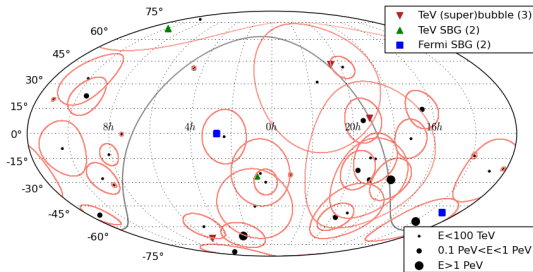 75°
60°
45°
30°
15°
0°
-15°
-30°
-45°
-60°
-75°
8h
4h
0h
20h
16h
TeV (super)bubble (3)
TeV SBG (2)
Fermi SBG (2)
E<100 TeV
0.1 PeV<E<1 PeV
E>1 PeV